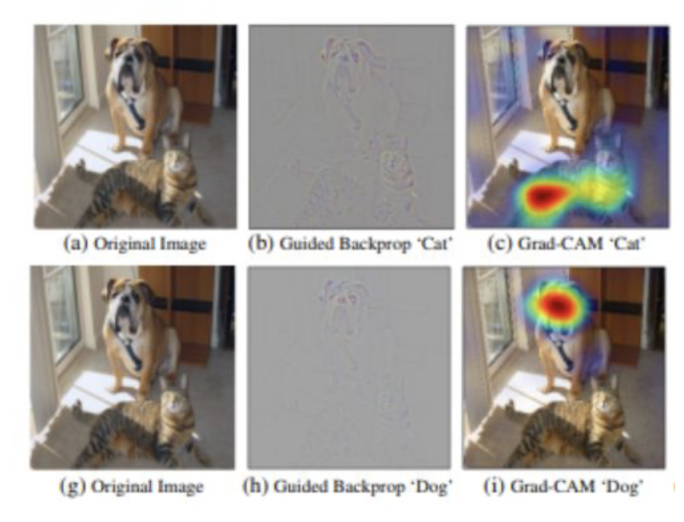 (a) Original Image
(b) Guided Backprop ‘Cat’
(c) Grad-CAM ‘Cat’
(g) Original Image
(h) Guided Backprop ‘Dog’
(i) Grad-CAM ‘Dog’